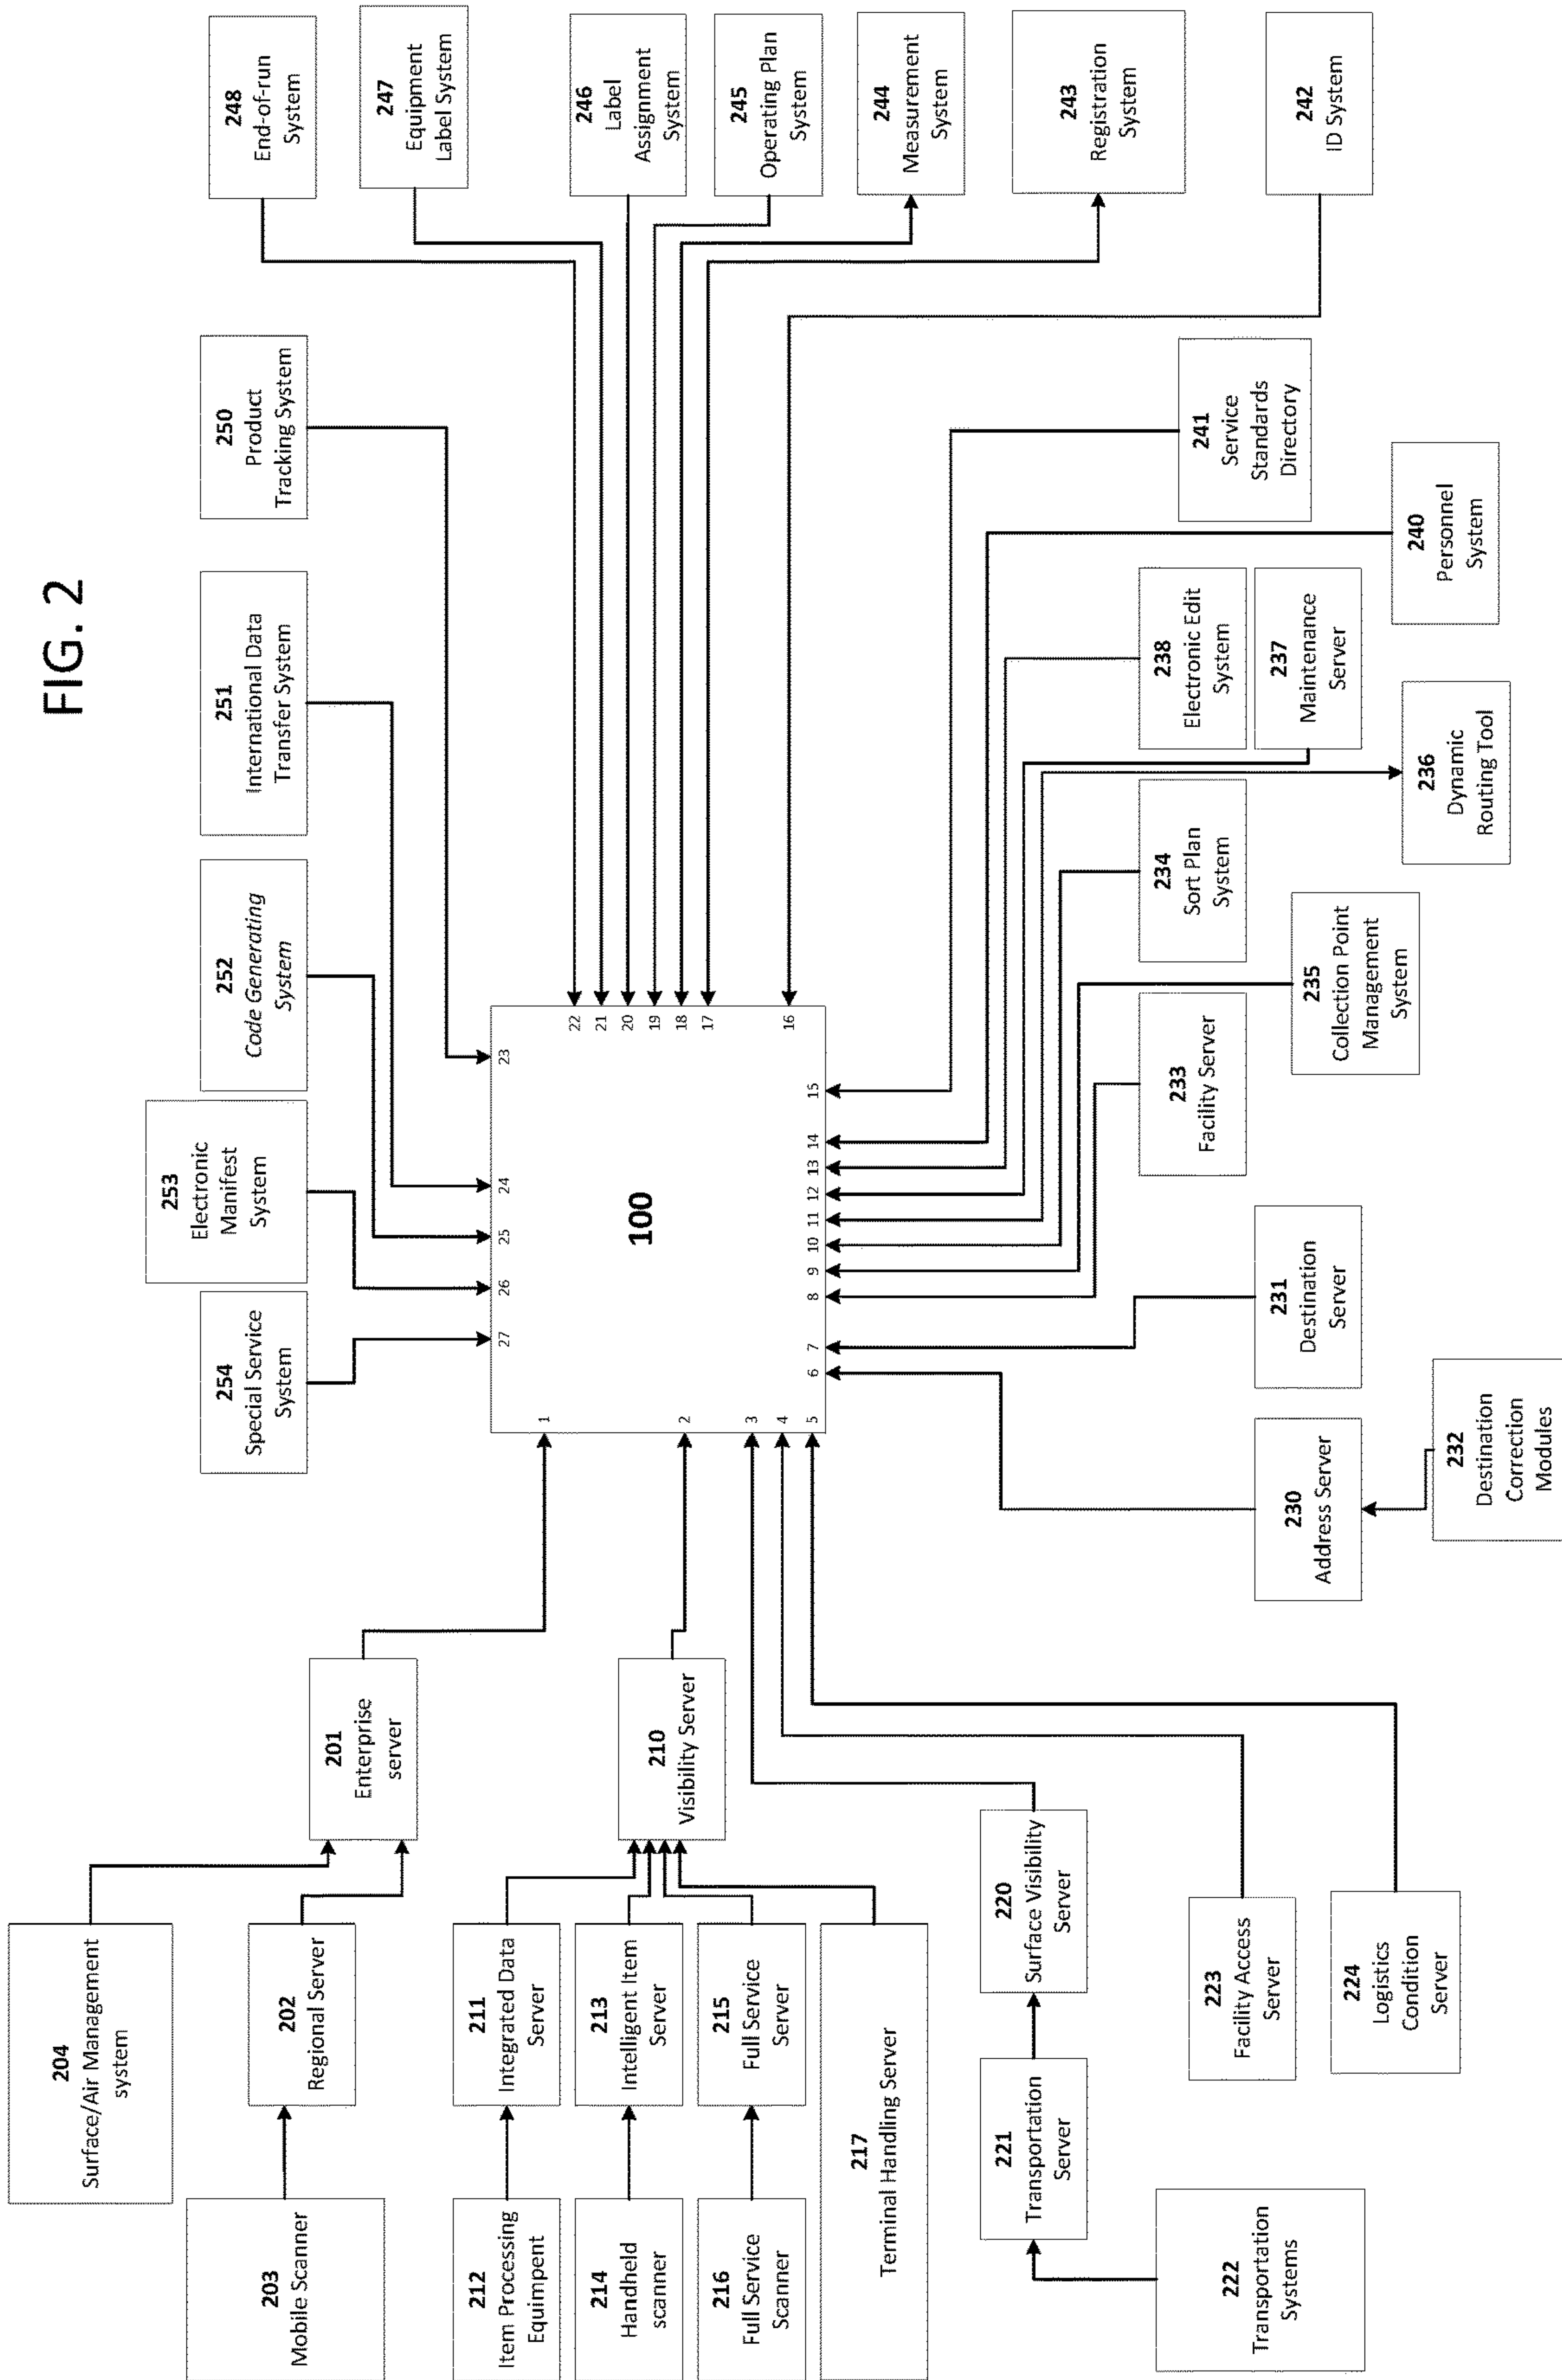 FIG. 2
204
Surface/Air Management
system
203
Mobile Scanner
202
Regional Server
201
Enterprise
server
212
Item Processing
Equimpent
211
Integrated Data
Server
214
Handheld
scanner
213
Intelligent Item
Server
216
Full Service
Scanner
215
Full Service
Server
217
Terminal Handling Server
210
Visibility Server
222
Transportation
Systems
221
Transportation
Server
220
Surface Visibility
Server
223
Facility Access
Server
224
Logistics
Condition
Server
254
Special Service
System
253
Electronic
Manifest
System
252
Code Generating
System
251
International Data
Transfer System
250
Product
Tracking System
248
End-of-run
System
247
Equipment
Label System
246
Label
Assignment
System
245
Operating Plan
System
244
Measurement
System
243
Registration
System
242
ID System
100
1
2
3
4
5
6
7
8
9
10
11
12
13
14
15
16
17
18
19
20
21
22
23
24
25
26
27
230
Address Server
232
Destination
Correction
Modules
231
Destination
Server
233
Facility Server
235
Collection Point
Management
System
234
Sort Plan
System
236
Dynamic
Routing Tool
237
Maintenance
Server
238
Electronic Edit
System
240
Personnel
System
241
Service
Standards
Directory